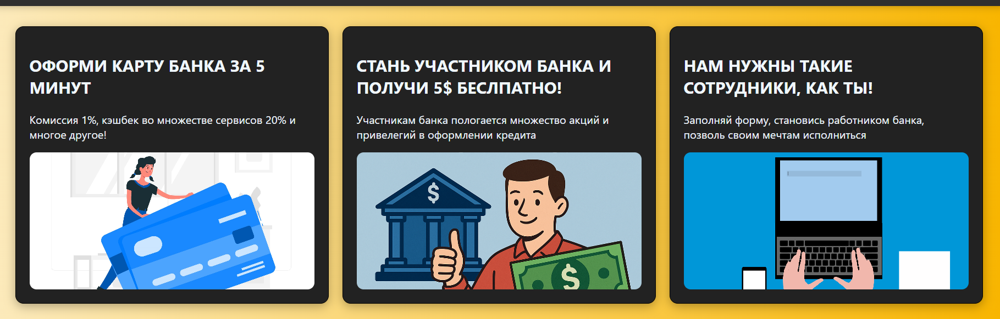 ОФОРМИ КАРТУ БАНКА ЗА 5
МИНУТ
Комиссия 1%, кэшбек во множестве сервисов 20% и
многое другое!
СТАНЬ УЧАСТНИКОМ БАНКА И
ПОЛУЧИ 5$ БЕСЛПАТНО!
Участникам банка пологается множество акций и
привелегий в оформлении кредита
$
$
НАМ НУЖНЫ ТАКИЕ
СОТРУДНИКИ, КАК ТЫ!
Заполняй форму, становись работником банка,
позволь своим мечтам исполниться